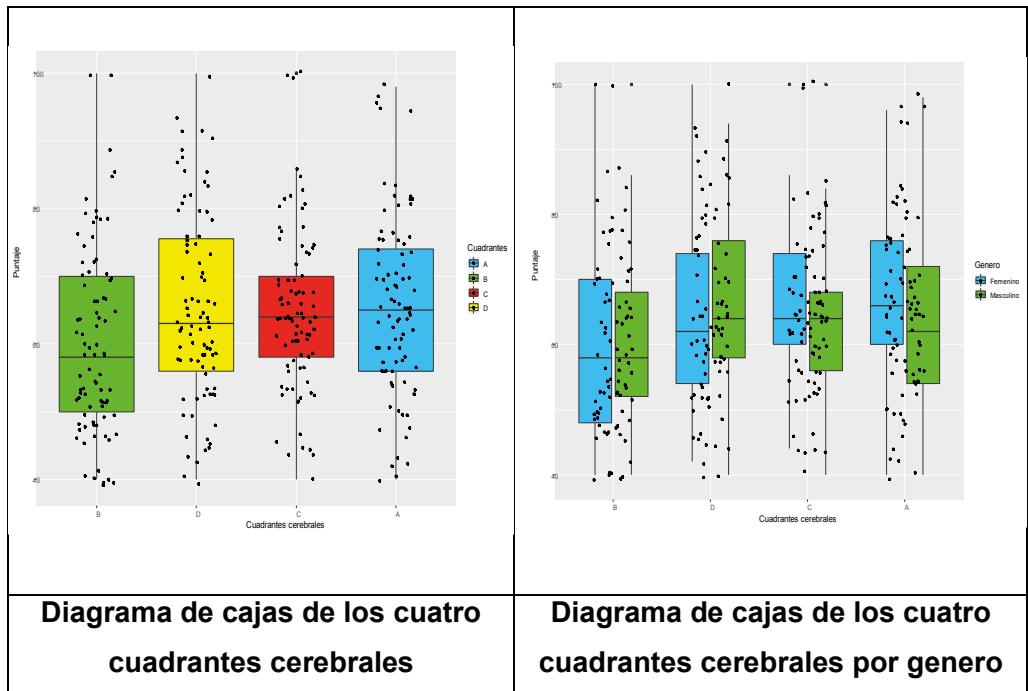 100
80
60
40
Puntaje
B
D
C
A
Cuadrantes cerebrales
Cuadrantes
A
B
C
D
100
80
60
40
Puntaje
B
D
C
A
Cuadrantes cerebrales
Genero
Femenino
Masculino
Diagrama de cajas de los cuatro
cuadrantes cerebrales
Diagrama de cajas de los cuatro
cuadrantes cerebrales por genero